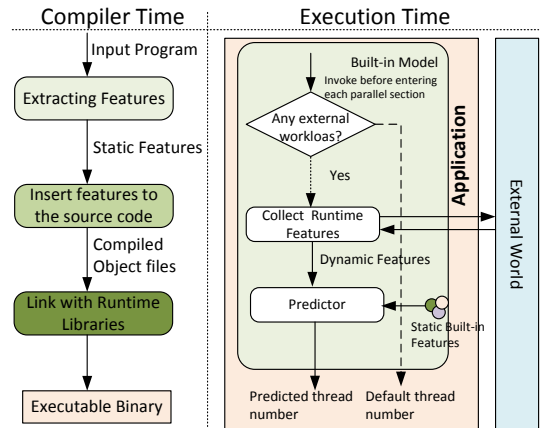 Compiler Time
Input Program
Extracting Features
Static Features
Insert features to
the source code
Compiled
Object files
Link with Runtime
Libraries
Executable Binary
Execution Time
Built-in Model
Invoke before entering
each parallel section
Any external
workloas?
Yes
Collect Runtime
Features
Dynamic Features
Predictor
Static Built-in
Features
Predicted thread
number
Default thread
number
Application
External World